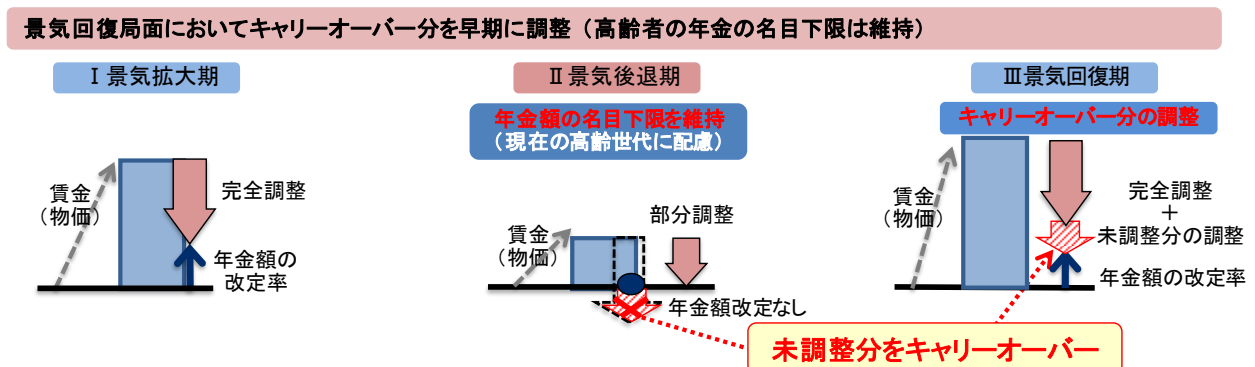 景気回復局面においてキャリーオーバー分を早期に調整（高齢者の年金の名目下限は維持）
Ⅰ景気拡大期
賃金
（物価）
完全調整
年金額の
改定率
Ⅱ景気後退期
年金額の名目下限を維持
（現在の高齢世代に配慮）
賃金
（物価）
部分調整
年金額改定なし
Ⅲ景気回復期
キャリーオーバー分の調整
賃金
（物価）
完全調整
＋
未調整分の調整
年金額の改定率
未調整分をキャリーオーバー